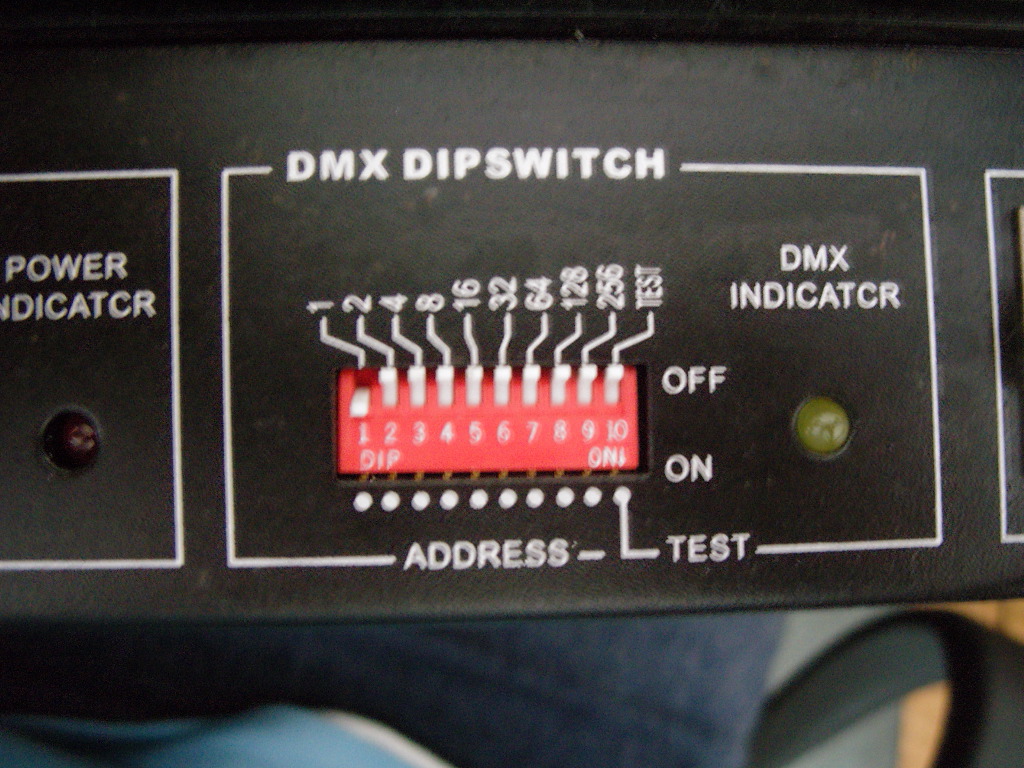 DMX DIPSWITCH
POWER
NDICATCR
1 2 4 8 16 32 64 128 256 TEST
DMX
INDICATCR
OFF
1 2 3 4 5 6 7 8 9 10
DIP ON↓
ON
ADDRESS
TEST